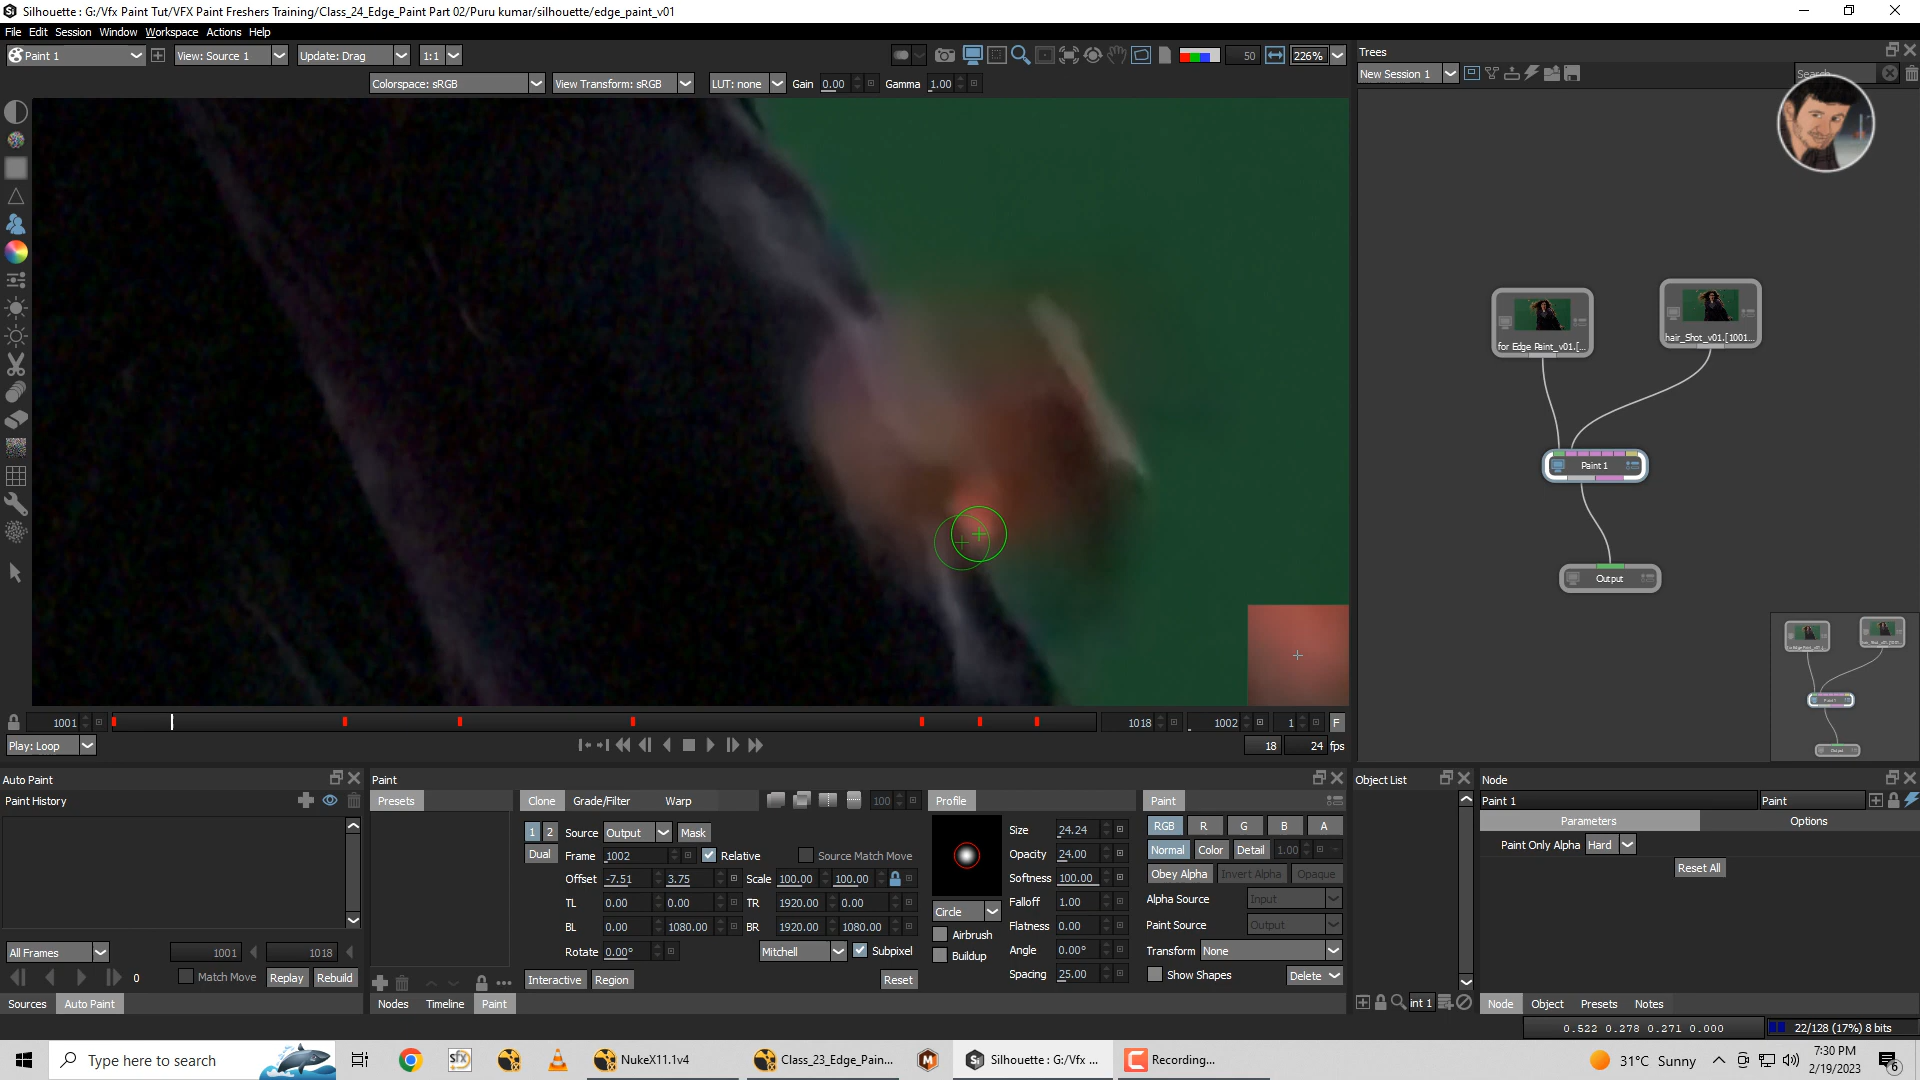 Silhouette : G:/Vfx Paint Tut/VFX Paint Freshers Training/Class_24_Edge_Paint Part 02/Puru kumar/silhouette/edge_paint_v01
File Edit Session Window Workspace Actions Help
Paint 1 View: Source 1 Update: Drag 1:1 50 226%
Colorspace: sRGB View Transform: sRGB LUT: none Gain 0.00 Gamma 1.00
Trees
New Session 1 Search
for Edge Paint_v01.[... hair_Shot_v01.[1001...
Paint 1
Output
1001 1018 1002 1 F
Play: Loop 18 24 fps
Auto Paint
Paint History
All Frames 1001 1018
0 Match Move Replay Rebuild
Sources Auto Paint
Paint
Presets
Nodes Timeline Paint
Clone Grade/Filter Warp 100
1 2 Source Output Mask
Dual Frame 1002 Relative Source Match Move
Offset -7.51 3.75 Scale 100.00 100.00
TL 0.00 0.00 TR 1920.00 0.00
BL 0.00 1080.00 BR 1920.00 1080.00
Rotate 0.00° Mitchell Subpixel
Interactive Region Reset
Profile
Circle
Airbrush
Buildup
Size 24.24
Opacity 24.00
Softness 100.00
Falloff 1.00
Flatness 0.00
Angle 0.00°
Spacing 25.00
Paint
RGB R G B A
Normal Color Detail 1.00
Obey Alpha Invert Alpha Opaque
Alpha Source Input
Paint Source Output
Transform None
Show Shapes Delete
Object List
int 1
Node
Paint 1 Paint
Parameters Options
Paint Only Alpha Hard
Reset All
Node Object Presets Notes
0.522 0.278 0.271 0.000 22/128 (17%) 8 bits
Type here to search
NukeX11.1v4
Class_23_Edge_Pain...
Silhouette : G:/Vfx ...
Recording...
31°C Sunny
7:30 PM
2/19/2023
6